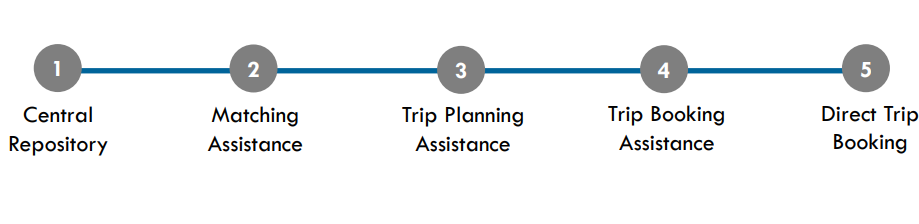 1
2
3
4
5
Central
Repository
Matching
Assistance
Trip Planning
Assistance
Trip Booking
Assistance
Direct Trip
Booking